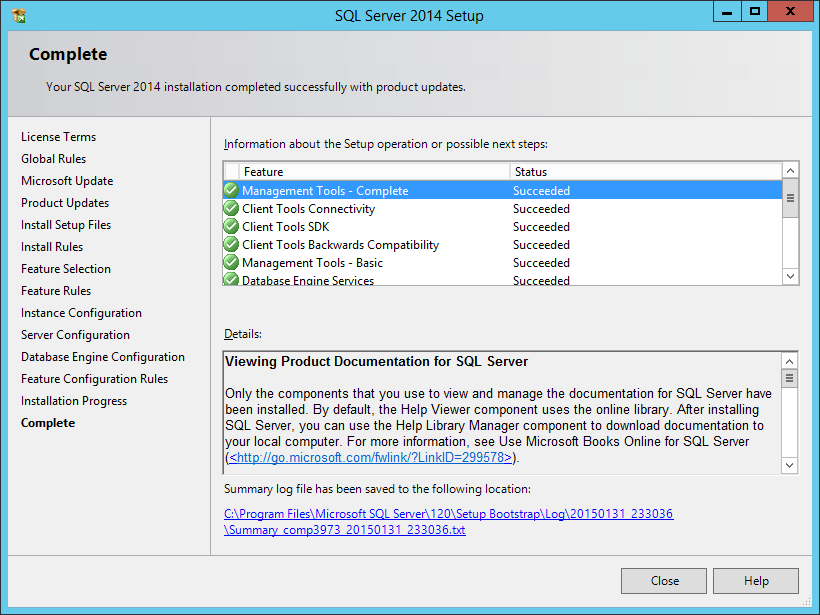 SQL Server 2014 Setup
Complete
Your SQL Server 2014 installation completed successfully with product updates.
License Terms
Global Rules
Microsoft Update
Product Updates
Install Setup Files
Install Rules
Feature Selection
Feature Rules
Instance Configuration
Server Configuration
Database Engine Configuration
Feature Configuration Rules
Installation Progress
Complete
Information about the Setup operation or possible next steps:
Feature Status
Management Tools - Complete Succeeded
Client Tools Connectivity Succeeded
Client Tools SDK Succeeded
Client Tools Backwards Compatibility Succeeded
Management Tools - Basic Succeeded
Database Engine Services Succeeded
Details:
Viewing Product Documentation for SQL Server
Only the components that you use to view and manage the documentation for SQL Server have
been installed. By default, the Help Viewer component uses the online library. After installing
SQL Server, you can use the Help Library Manager component to download documentation to
your local computer. For more information, see Use Microsoft Books Online for SQL Server
(<http://go.microsoft.com/fwlink/?LinkID=299578>).
Summary log file has been saved to the following location:
C:\Program Files\Microsoft SQL Server\120\Setup Bootstrap\Log\20150131_233036
\Summary_comp3973_20150131_233036.txt
Close Help